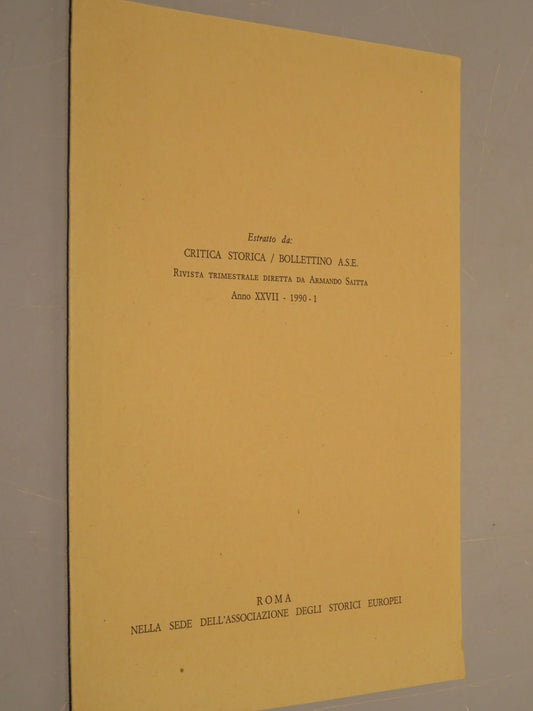 Estratto da:
CRITICA STORICA / BOLLETTINO A.S.E.
RIVISTA TRIMESTRALE DIRETTA DA ARMANDO SAITTA
Anno XXVII - 1990 - 1
ROMA
NELLA SEDE DELL'ASSOCIAZIONE DEGLI STORICI EUROPEI